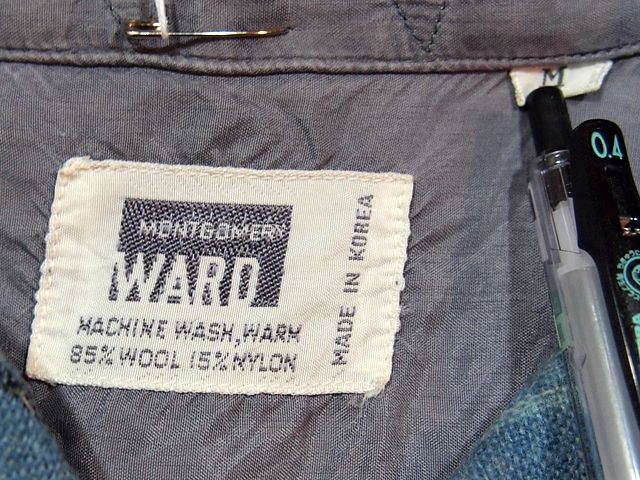 M
0.4
MONTGOMERY
WARD
MACHINE WASH, WARM
85% WOOL 15% NYLON
MADE IN KOREA